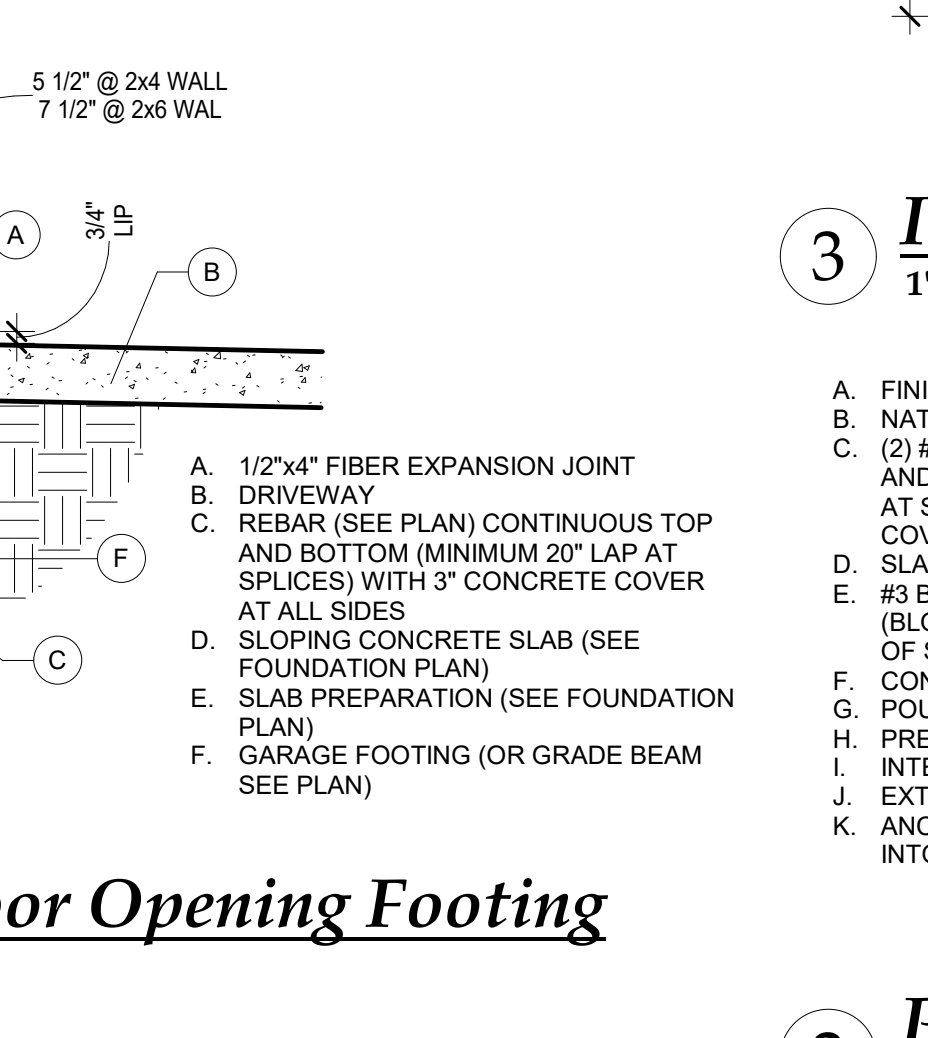 5 1/2" @ 2x4 WALL
7 1/2" @ 2x6 WAL
A
3/4"
LIP
B
F
C
A. 1/2"x4" FIBER EXPANSION JOINT
B. DRIVEWAY
C. REBAR (SEE PLAN) CONTINUOUS TOP
AND BOTTOM (MINIMUM 20" LAP AT
SPLICES) WITH 3" CONCRETE COVER
AT ALL SIDES
D. SLOPING CONCRETE SLAB (SEE
FOUNDATION PLAN)
E. SLAB PREPARATION (SEE FOUNDATION
PLAN)
F. GARAGE FOOTING (OR GRADE BEAM
SEE PLAN)
oor Opening Footing
3
I
1"
A. FINI
B. NAT
C. (2) #
AND
AT S
COV
D. SLA
E. #3 B
(BLO
OF S
F. CON
G. POU
H. PRE
I. INTE
J. EXT
K. ANC
INTO